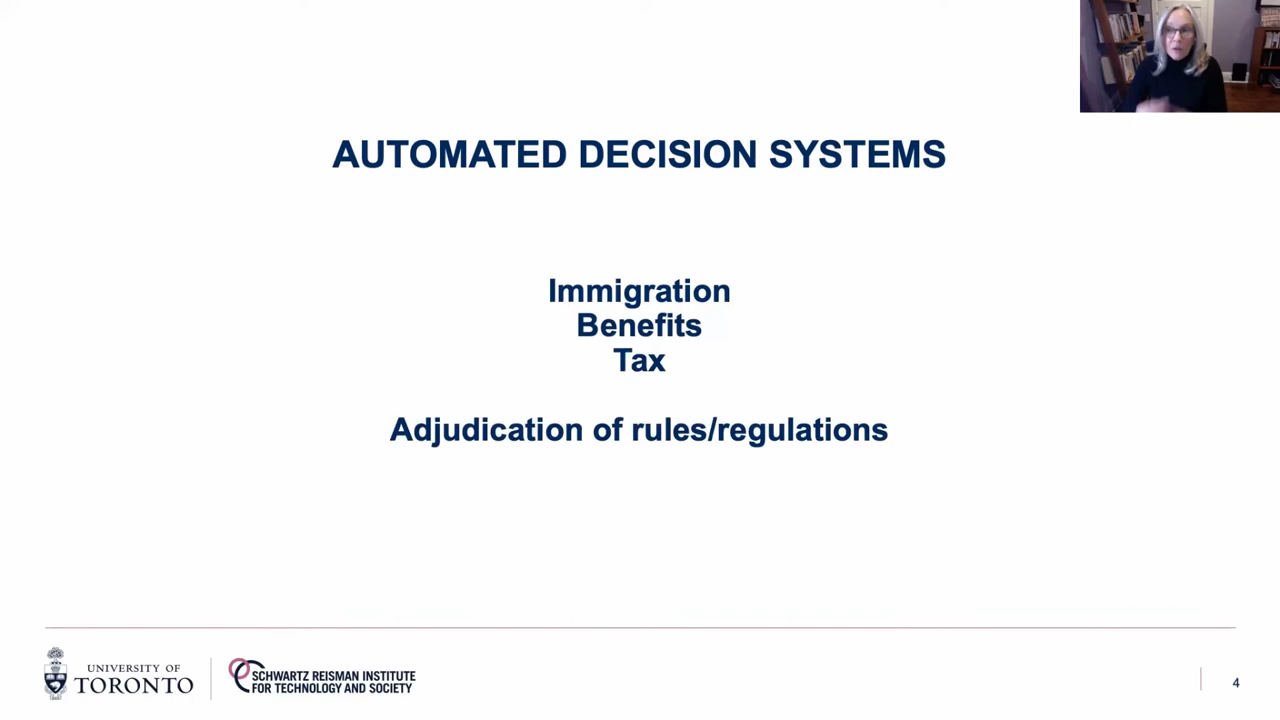 AUTOMATED DECISION SYSTEMS
Immigration
Benefits
Tax
Adjudication of rules/regulations
UNIVERSITY OF
TORONTO
SCHWARTZ REISMAN INSTITUTE
FOR TECHNOLOGY AND SOCIETY
4